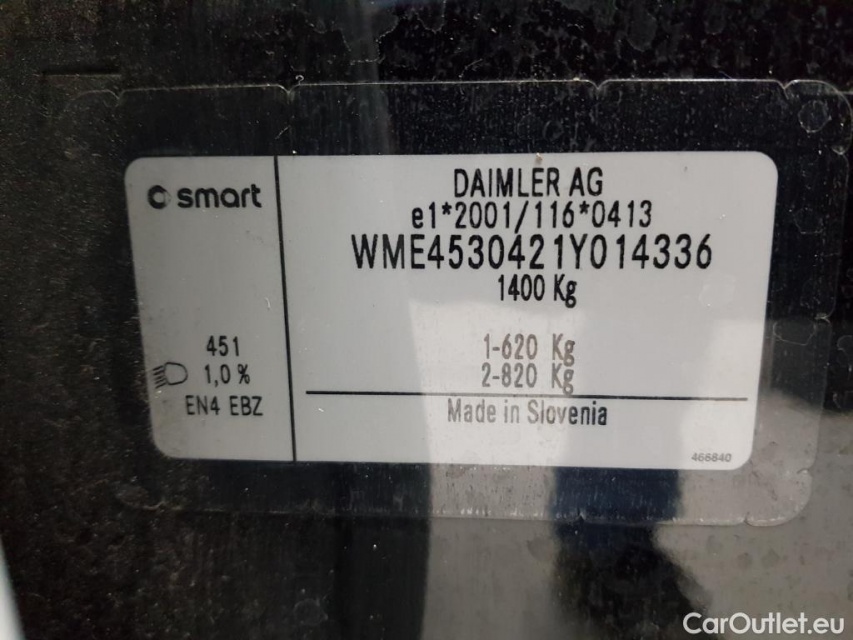 smart
451
1,0 %
EN4 EBZ
DAIMLER AG
e1*2001/116*0413
WME4530421Y014336
1400 Kg
1-620 Kg
2-820 Kg
Made in Slovenia
466840
CarOutlet.eu